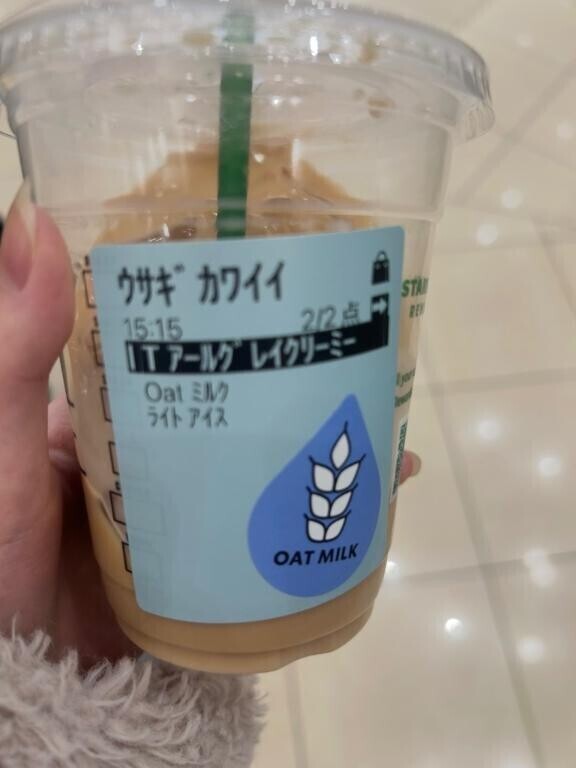 ウサギ カワイイ
15:15 2/2 点
I T アールグレイクリーミー
Oat ミルク
ライト アイス
OAT MILK